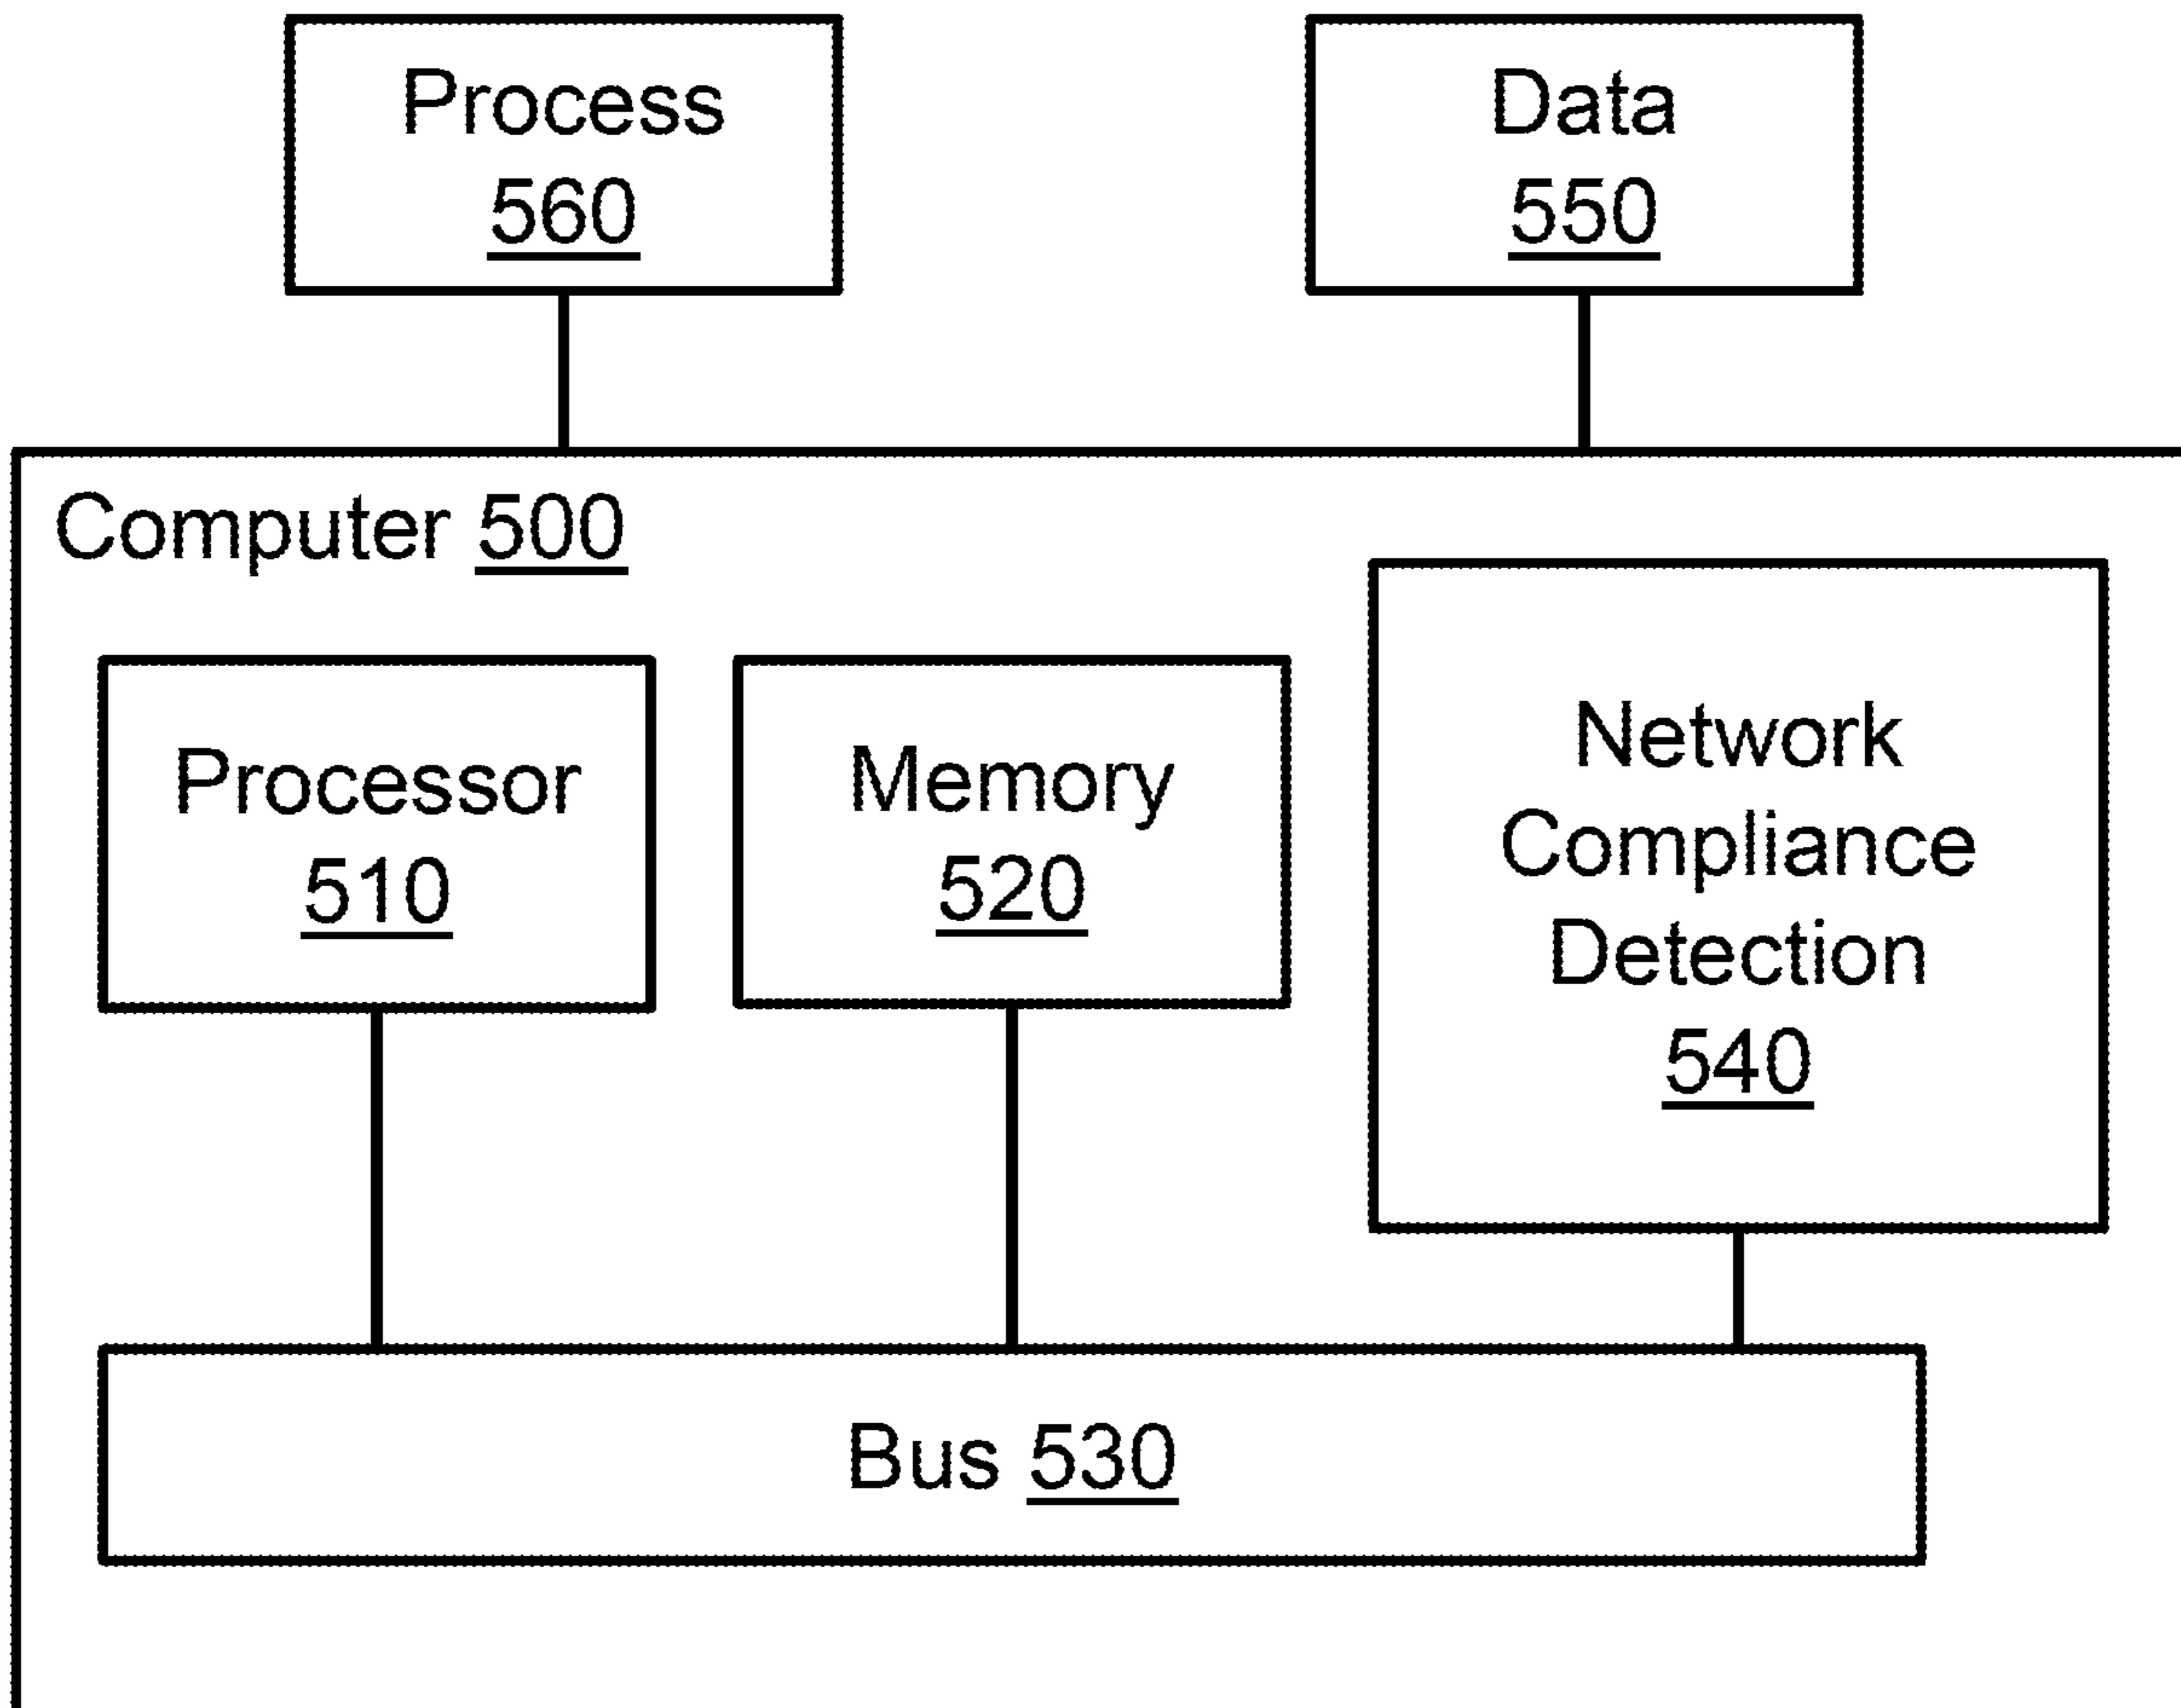 Process
560
Data
550
Computer 500
Processor
510
Memory
520
Network
Compliance
Detection
540
Bus 530